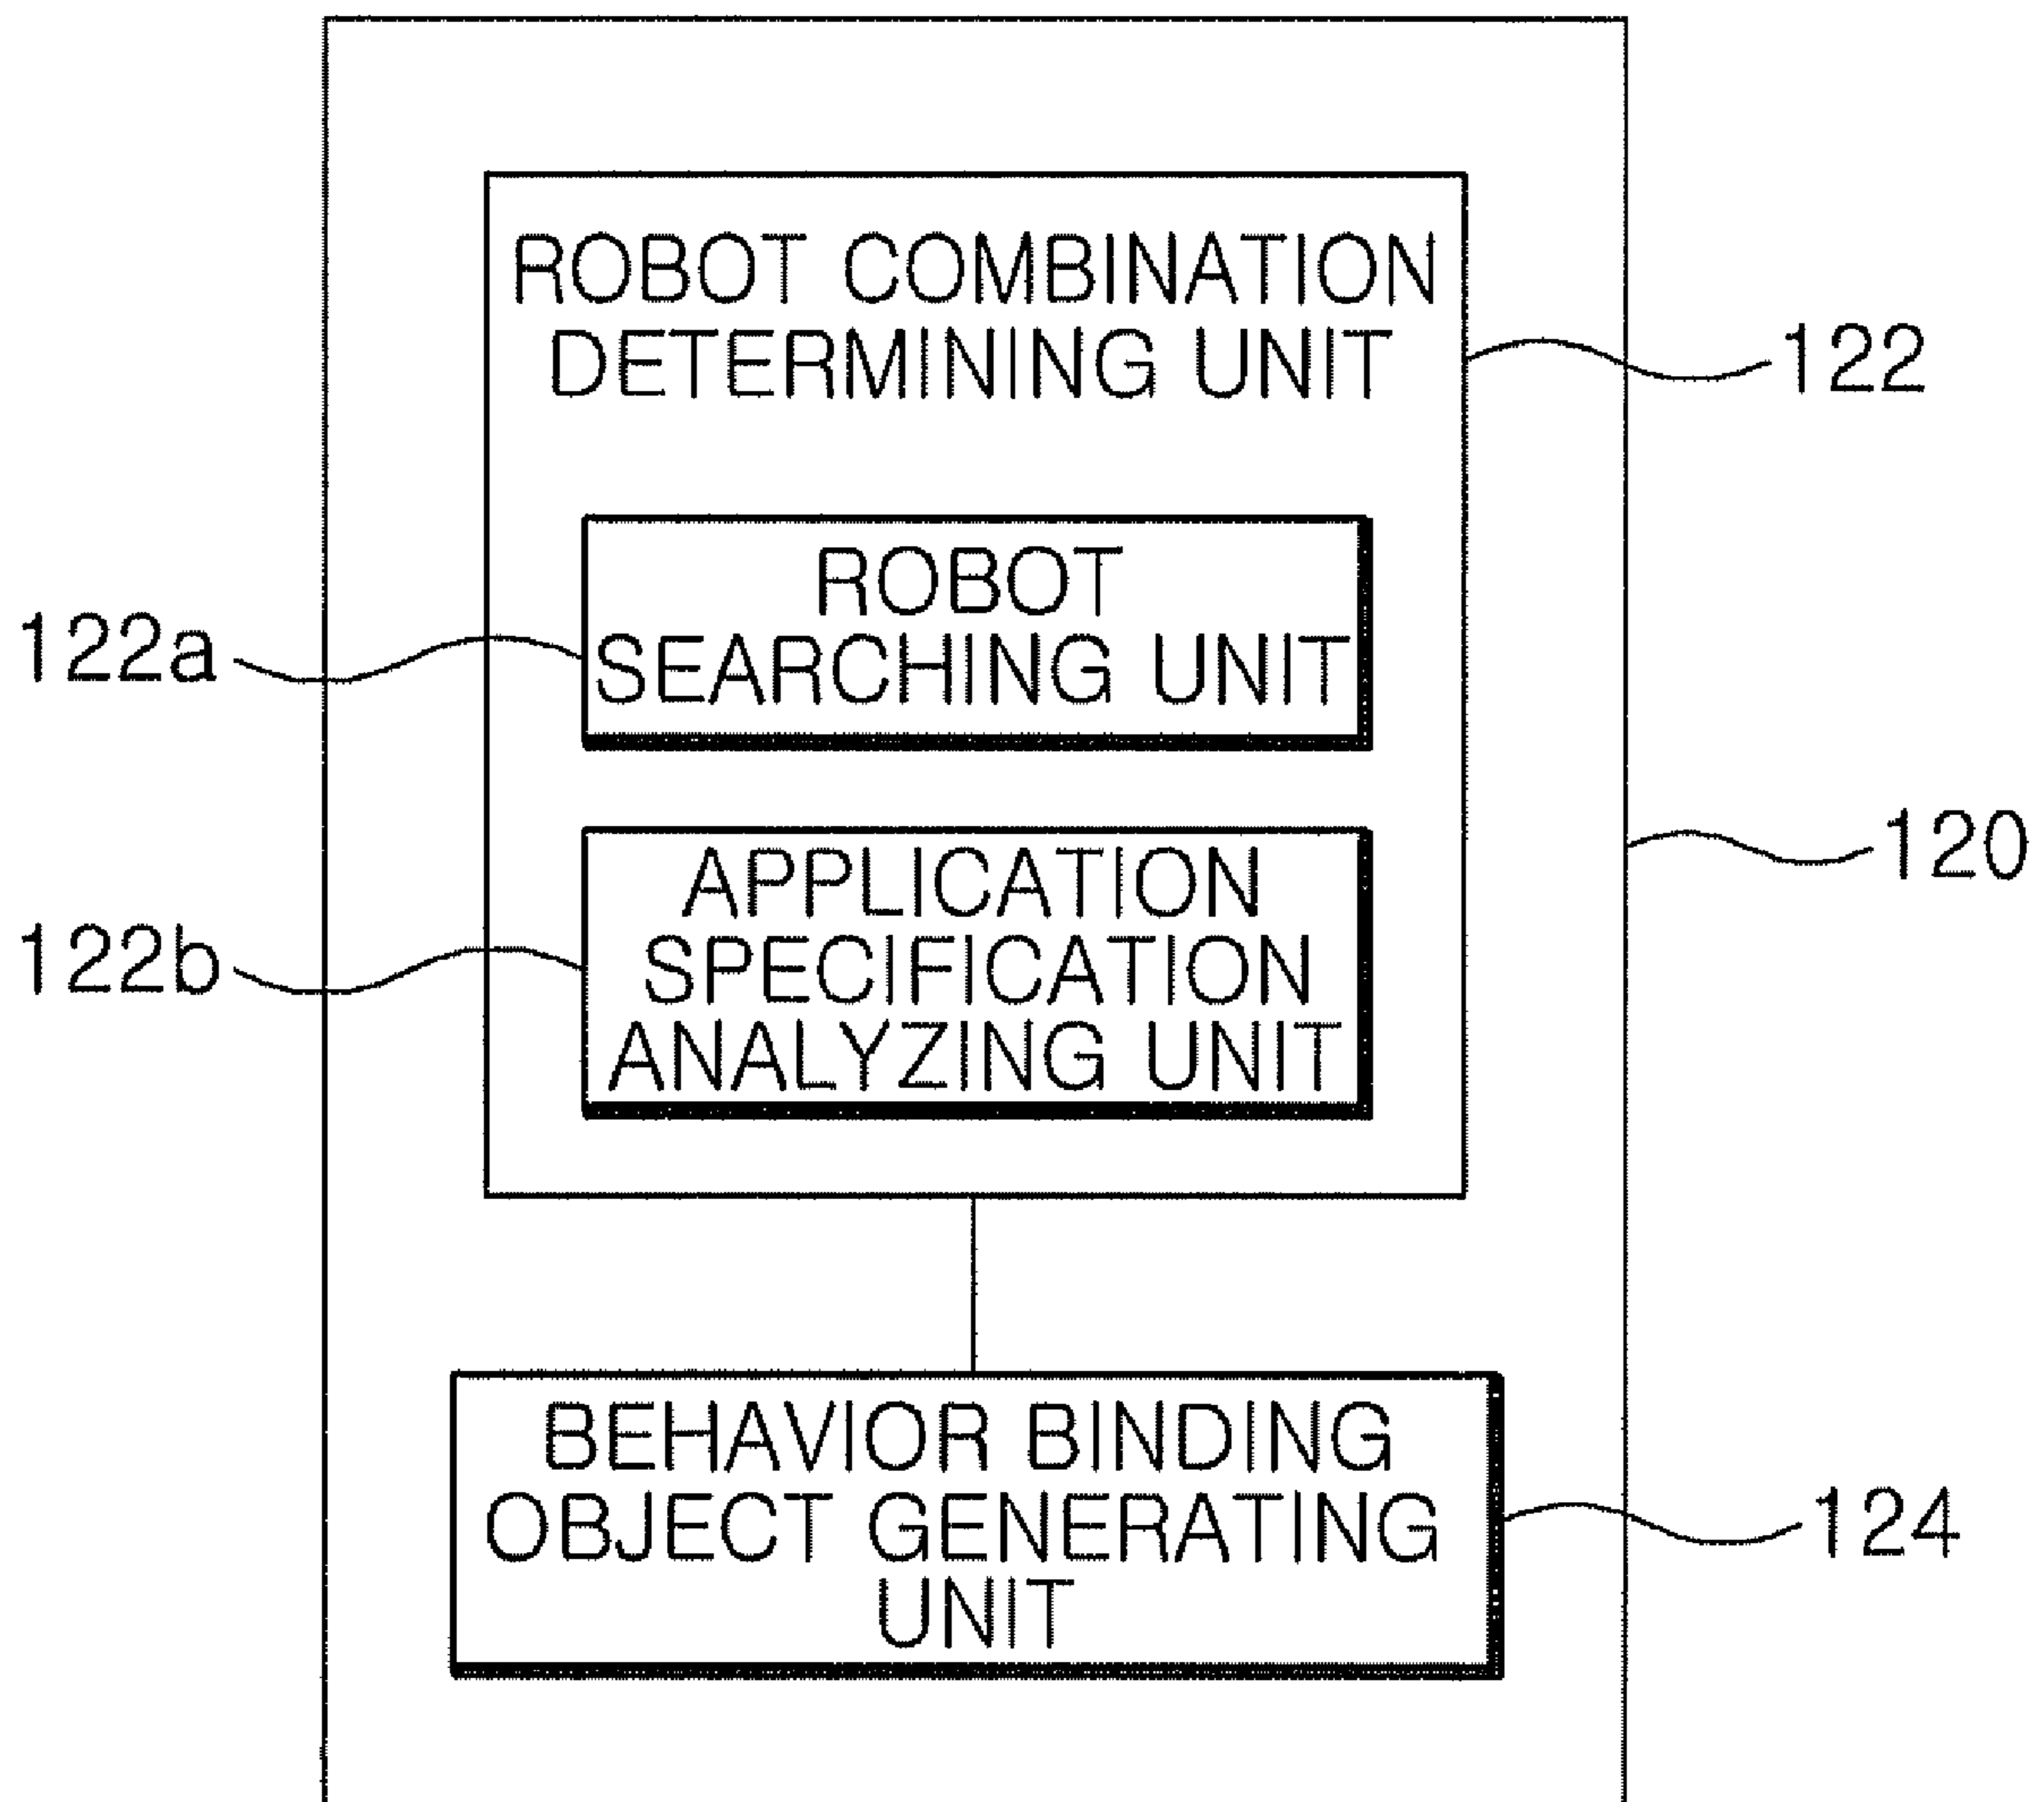 ROBOT COMBINATION
DETERMINING UNIT
122
ROBOT
SEARCHING UNIT
122a
120
APPLICATION
SPECIFICATION
ANALYZING UNIT
122b
BEHAVIOR BINDING
OBJECT GENERATING
UNIT
124